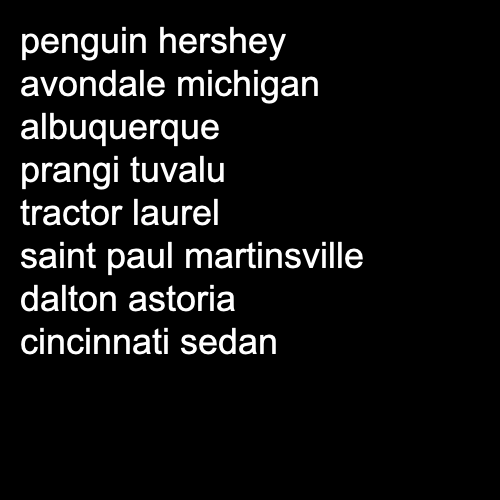 penguin hershey
avondale michigan
albuquerque
prangi tuvalu
tractor laurel
saint paul martinsville
dalton astoria
cincinnati sedan